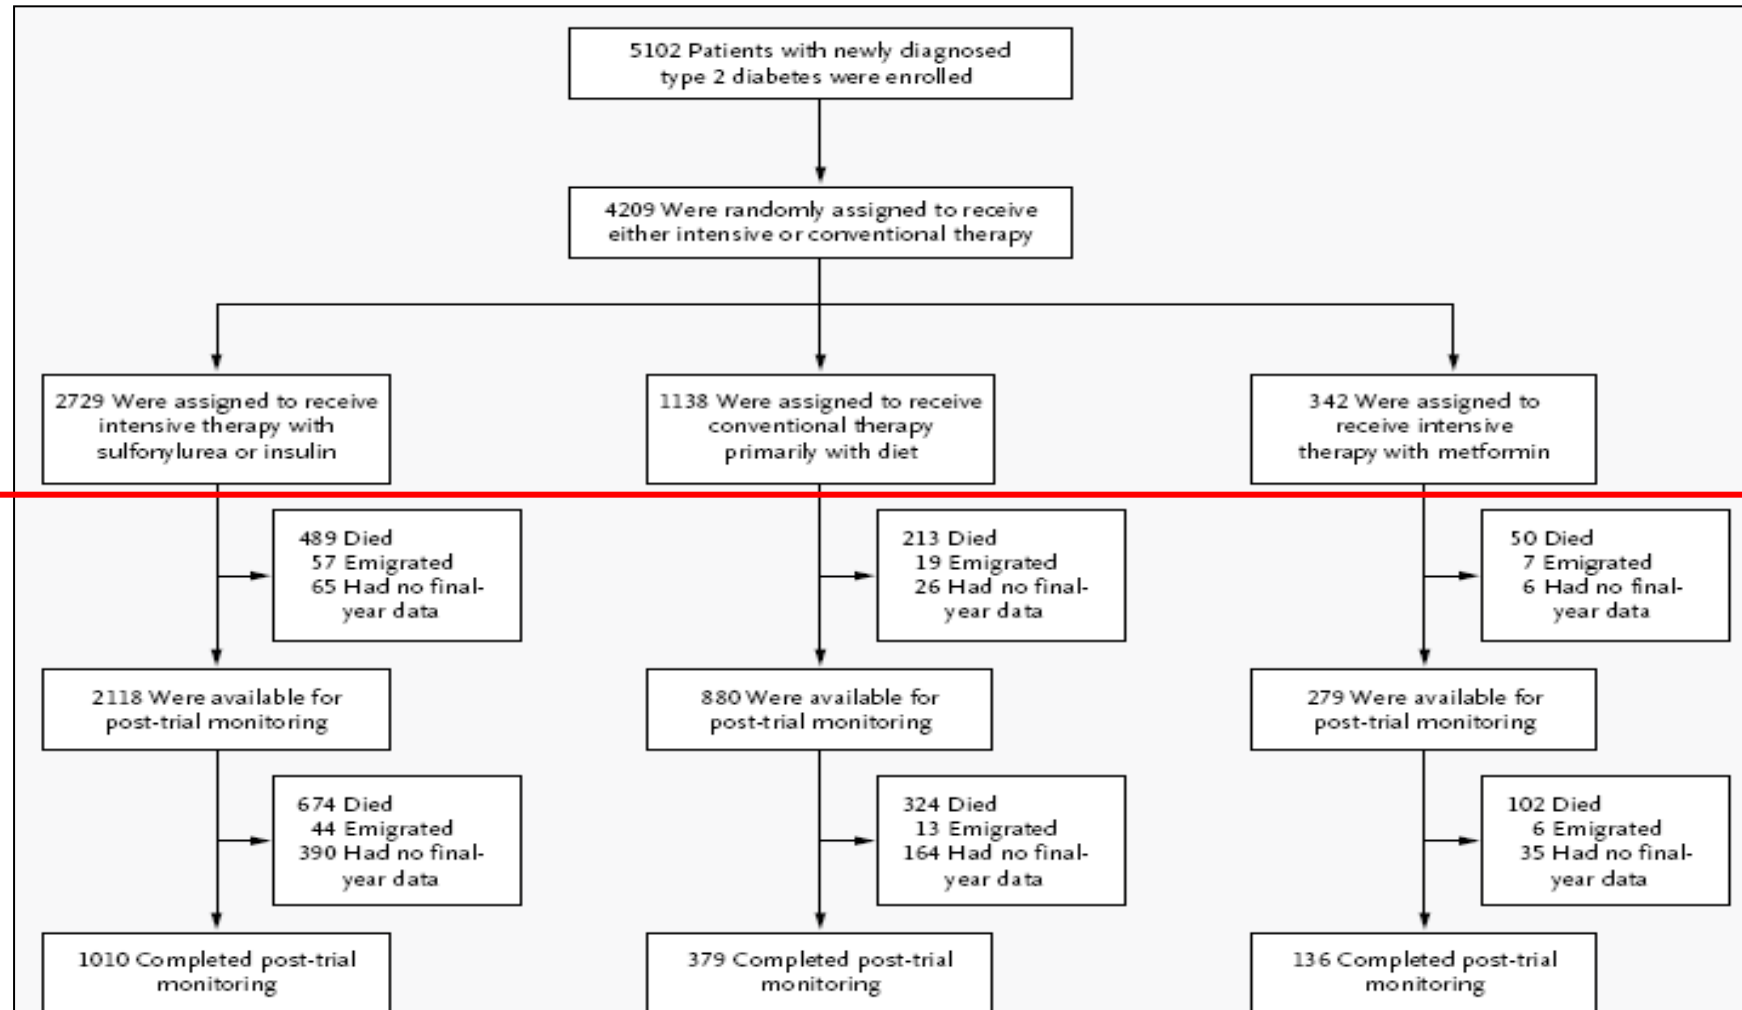 5102 Patients with newly diagnosed
type 2 diabetes were enrolled
4209 Were randomly assigned to receive
either intensive or conventional therapy
2729 Were assigned to receive
intensive therapy with
sulfonylurea or insulin
1138 Were assigned to receive
conventional therapy
primarily with diet
342 Were assigned to
receive intensive
therapy with metformin
489 Died
57 Emigrated
65 Had no final-
year data
213 Died
19 Emigrated
26 Had no final-
year data
50 Died
7 Emigrated
6 Had no final-
year data
2118 Were available for
post-trial monitoring
880 Were available for
post-trial monitoring
279 Were available for
post-trial monitoring
674 Died
44 Emigrated
390 Had no final-
year data
324 Died
13 Emigrated
164 Had no final-
year data
102 Died
6 Emigrated
35 Had no final-
year data
1010 Completed post-trial
monitoring
379 Completed post-trial
monitoring
136 Completed post-trial
monitoring